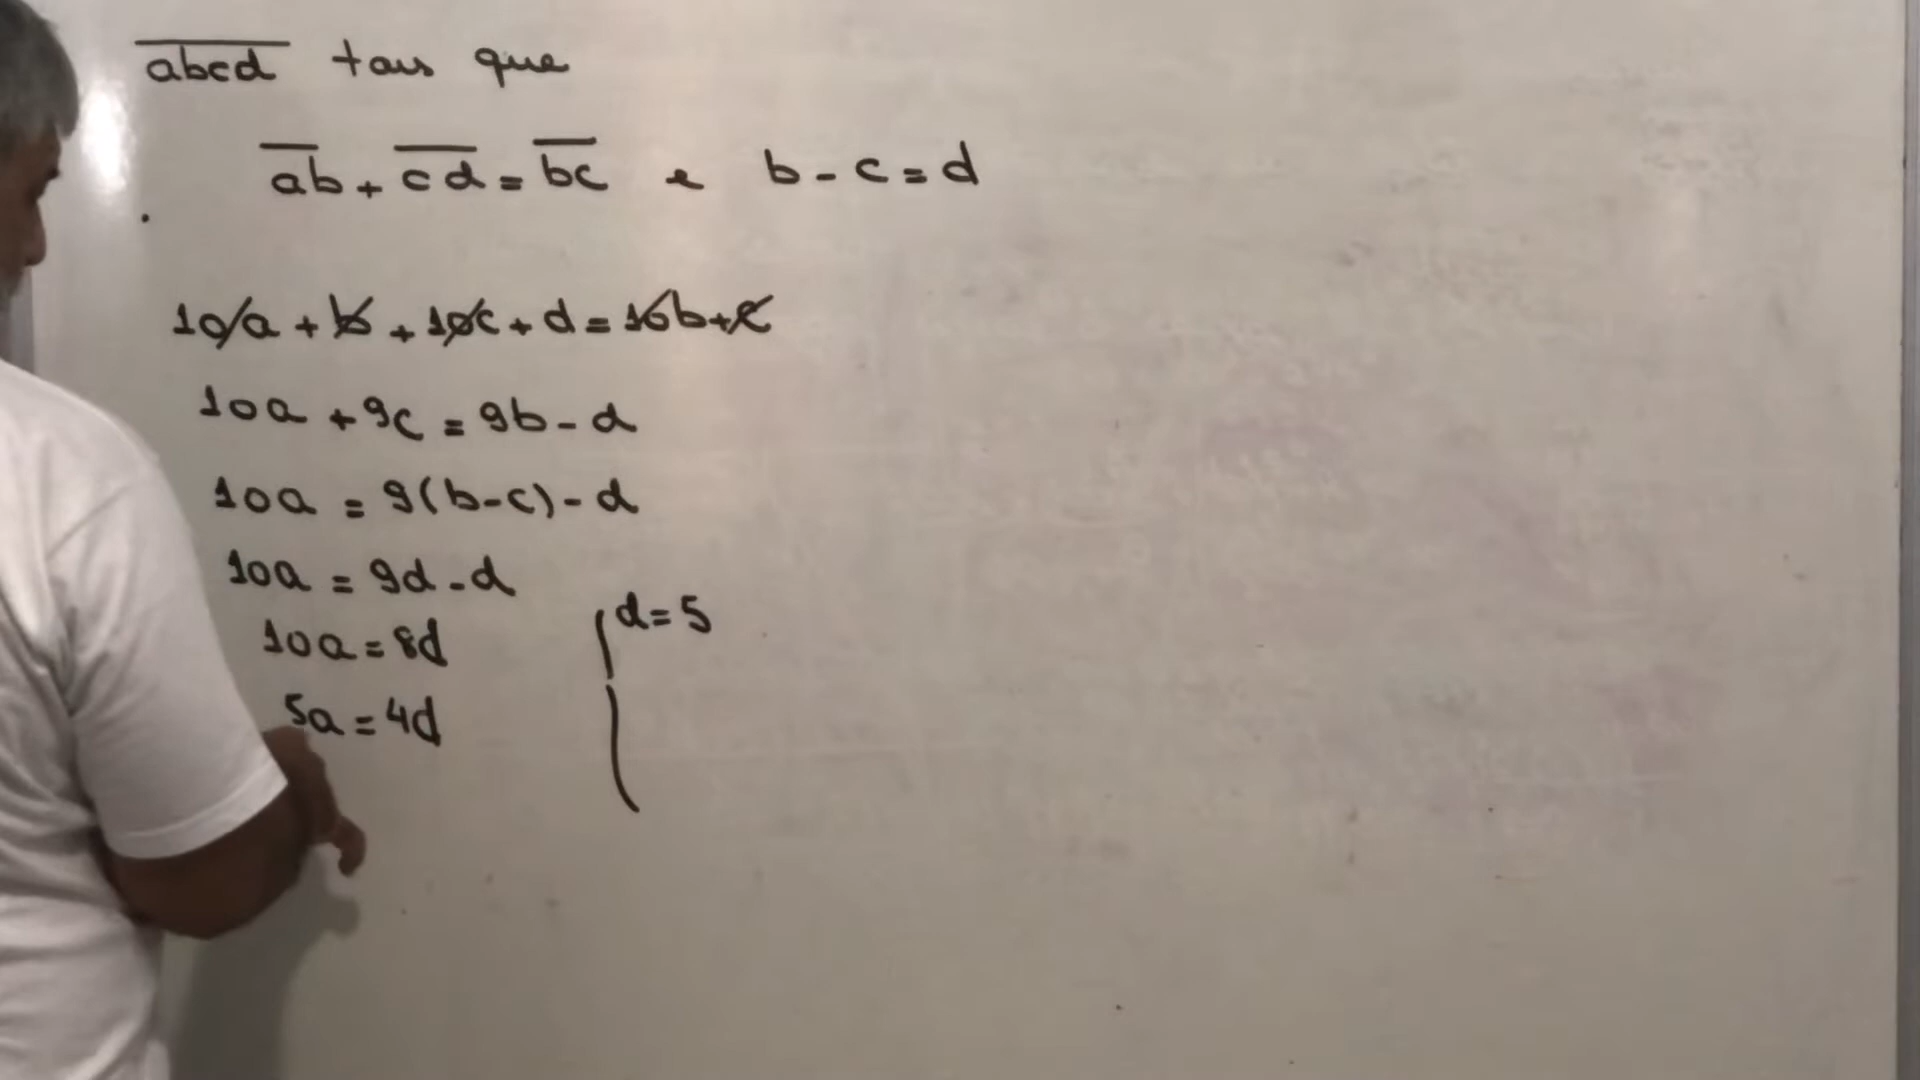 abcd tais que
ab + cd = bc e b - c = d
10a + b + 10c + d = 10b + c
10a + 9c = 9b - d
10a = 9(b-c) - d
10a = 9d - d
10a = 8d
5a = 4d
d = 5